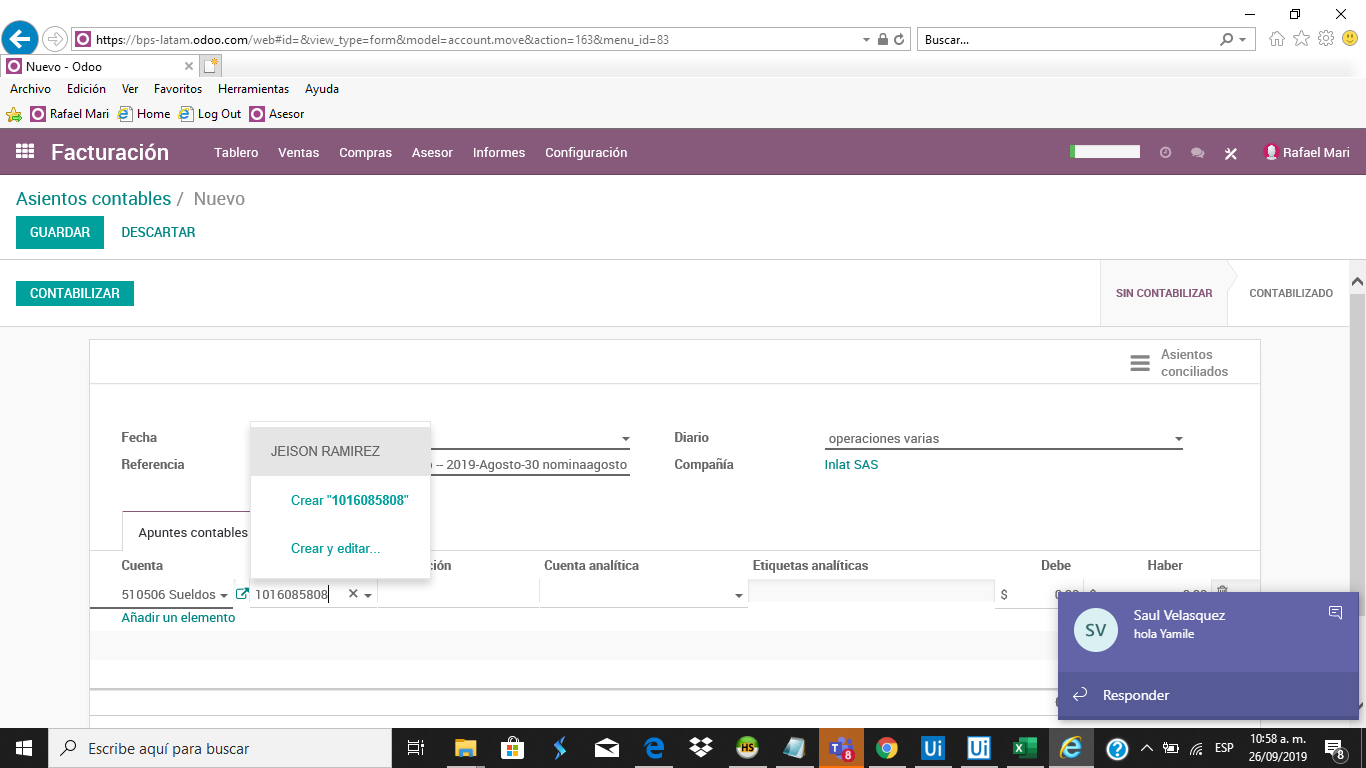 https://bps-latam.odoo.com/web#id=&view_type=form&model=account.move&action=163&menu_id=83
Buscar...
Nuevo - Odoo
Archivo Edición Ver Favoritos Herramientas Ayuda
Rafael Mari Home Log Out Asesor
Facturación Tablero Ventas Compras Asesor Informes Configuración Rafael Mari
Asientos contables / Nuevo
GUARDAR DESCARTAR
CONTABILIZAR SIN CONTABILIZAR CONTABILIZADO
Asientos
conciliados
Fecha Diario operaciones varias
JEISON RAMIREZ
Referencia -- 2019-Agosto-30 nominaagosto Compañía Inlat SAS
Crear "1016085808"
Apuntes contables
Crear y editar...
Cuenta ción Cuenta analítica Etiquetas analíticas Debe Haber
510506 Sueldos 1016085808 $
Añadir un elemento
SV
Saul Velasquez
hola Yamile
Responder
Escribe aquí para buscar
HS
T
8
Ui
Ui
ESP
10:58 a. m.
26/09/2019
8